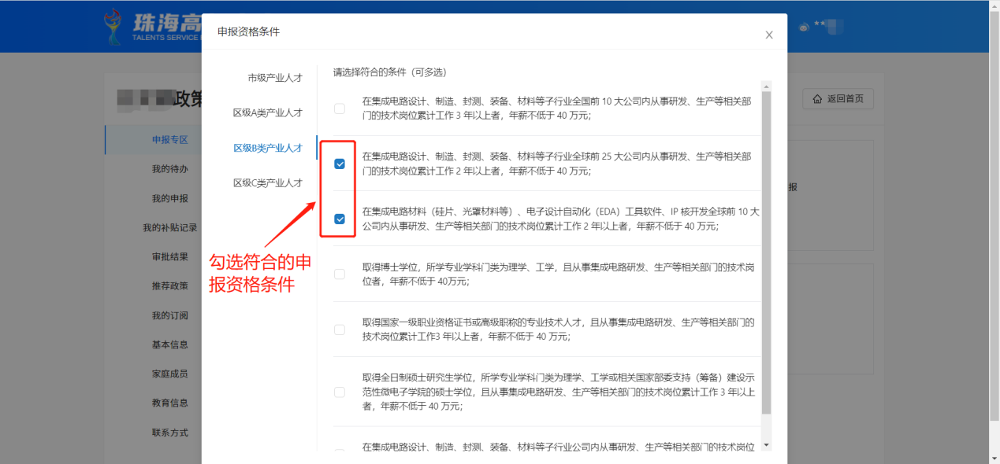 珠海高
TALENTS SERVICE
**
政策
返回首页
申报专区
我的待办
我的申报
我的补贴记录
审批结果
推荐政策
我的订阅
基本信息
家庭成员
教育信息
联系方式
报
申报资格条件
市级产业人才
区级A类产业人才
区级B类产业人才
区级C类产业人才
勾选符合的申
报资格条件
请选择符合的条件（可多选）
在集成电路设计、制造、封测、装备、材料等子行业全国前 10 大公司内从事研发、生产等相关部
门的技术岗位累计工作 3 年以上者，年薪不低于 40 万元；
在集成电路设计、制造、封测、装备、材料等子行业全球前 25 大公司内从事研发、生产等相关部
门的技术岗位累计工作 2 年以上者，年薪不低于 40 万元；
在集成电路材料（硅片、光罩材料等）、电子设计自动化（EDA）工具软件、IP 核开发全球前 10 大
公司内从事研发、生产等相关部门的技术岗位累计工作 2 年以上者，年薪不低于 40 万元；
取得博士学位，所学专业学科门类为理学、工学，且从事集成电路研发、生产等相关部门的技术岗
位者，年薪不低于 40万元；
取得国家一级职业资格证书或高级职称的专业技术人才，且从事集成电路研发、生产等相关部门的
技术岗位累计工作3 年以上者，年薪不低于 40 万元；
取得全日制硕士研究生学位，所学专业学科门类为理学、工学或相关国家部委支持（筹备）建设示
范性微电子学院的硕士学位，且从事集成电路研发、生产等相关部门的技术岗位累计工作 3 年以上
者，年薪不低于 40 万元；
在集成电路设计、制造、封测、装备、材料等子行业公司内从事研发、生产等相关部门的技术岗位